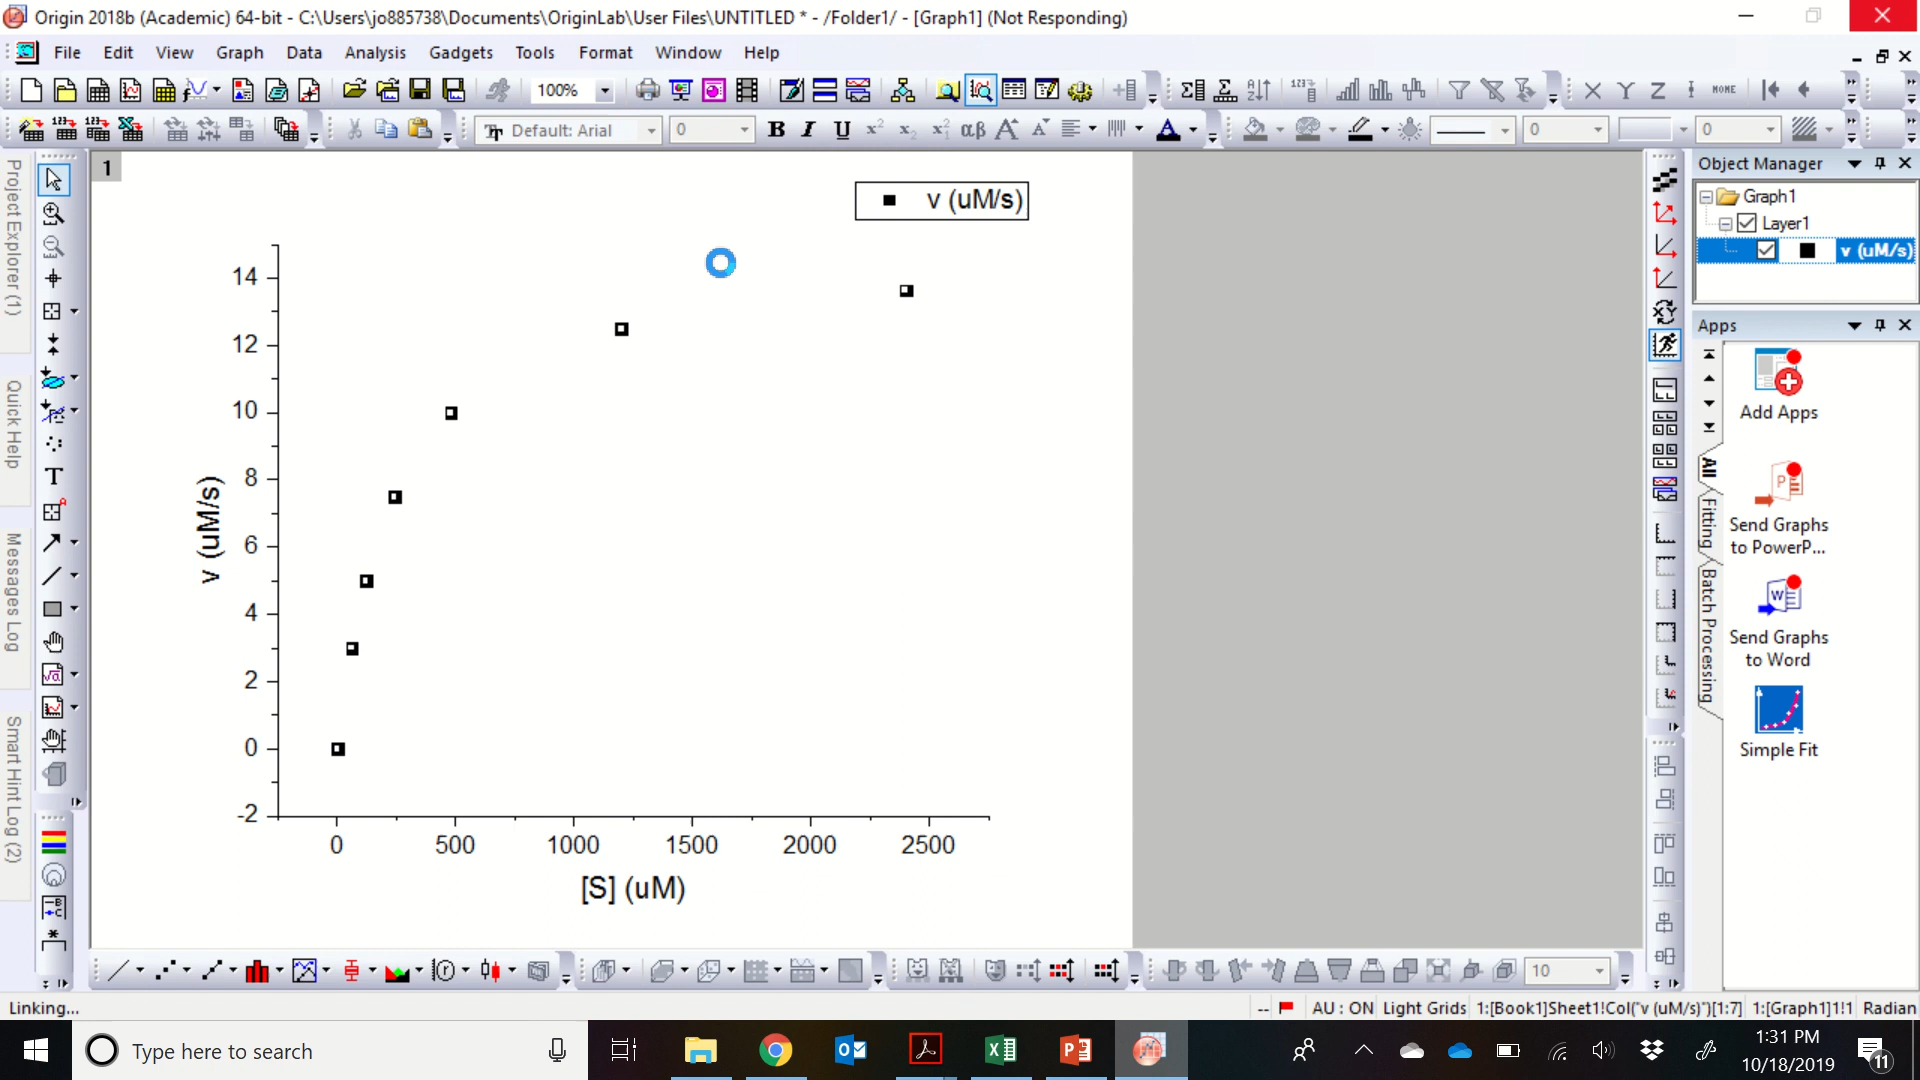 Origin 2018b (Academic) 64-bit - C:\Users\jo885738\Documents\OriginLab\User Files\UNTITLED * - /Folder1/ - [Graph1] (Not Responding)
File Edit View Graph Data Analysis Gadgets Tools Format Window Help
100%
X Y Z HOME
Default: Arial 0 B I U x² x₂ αβ A A A 0 0
Project Explorer (1)
Quick Help
Messages Log
Smart Hint Log (2)
T
1
v (uM/s)
14
12
10
8
6
4
2
0
-2
v (uM/s)
0 500 1000 1500 2000 2500
[S] (uM)
Object Manager
Graph1
Layer1
v (uM/s)
Apps
All
Fitting
Batch Processing
Add Apps
Send Graphs
to PowerP...
Send Graphs
to Word
Simple Fit
10
Linking...
-- AU : ON Light Grids 1:[Book1]Sheet1!Col("v (uM/s)")[1:7] 1:[Graph1]1!1 Radian
Type here to search
1:31 PM
10/18/2019
11